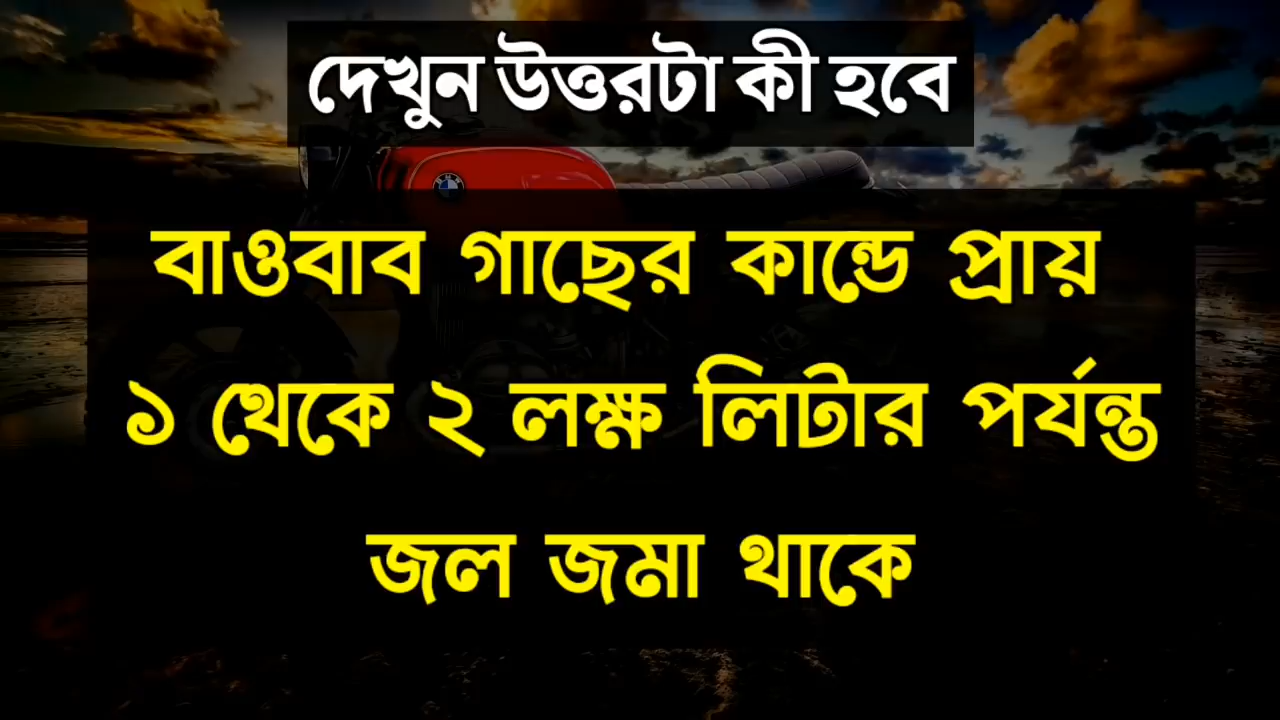 দেখুন উত্তরটা কী হবে
বাওবাব গাছের কান্ডে প্রায়
১ থেকে ২ লক্ষ লিটার পর্যন্ত
জল জমা থাকে